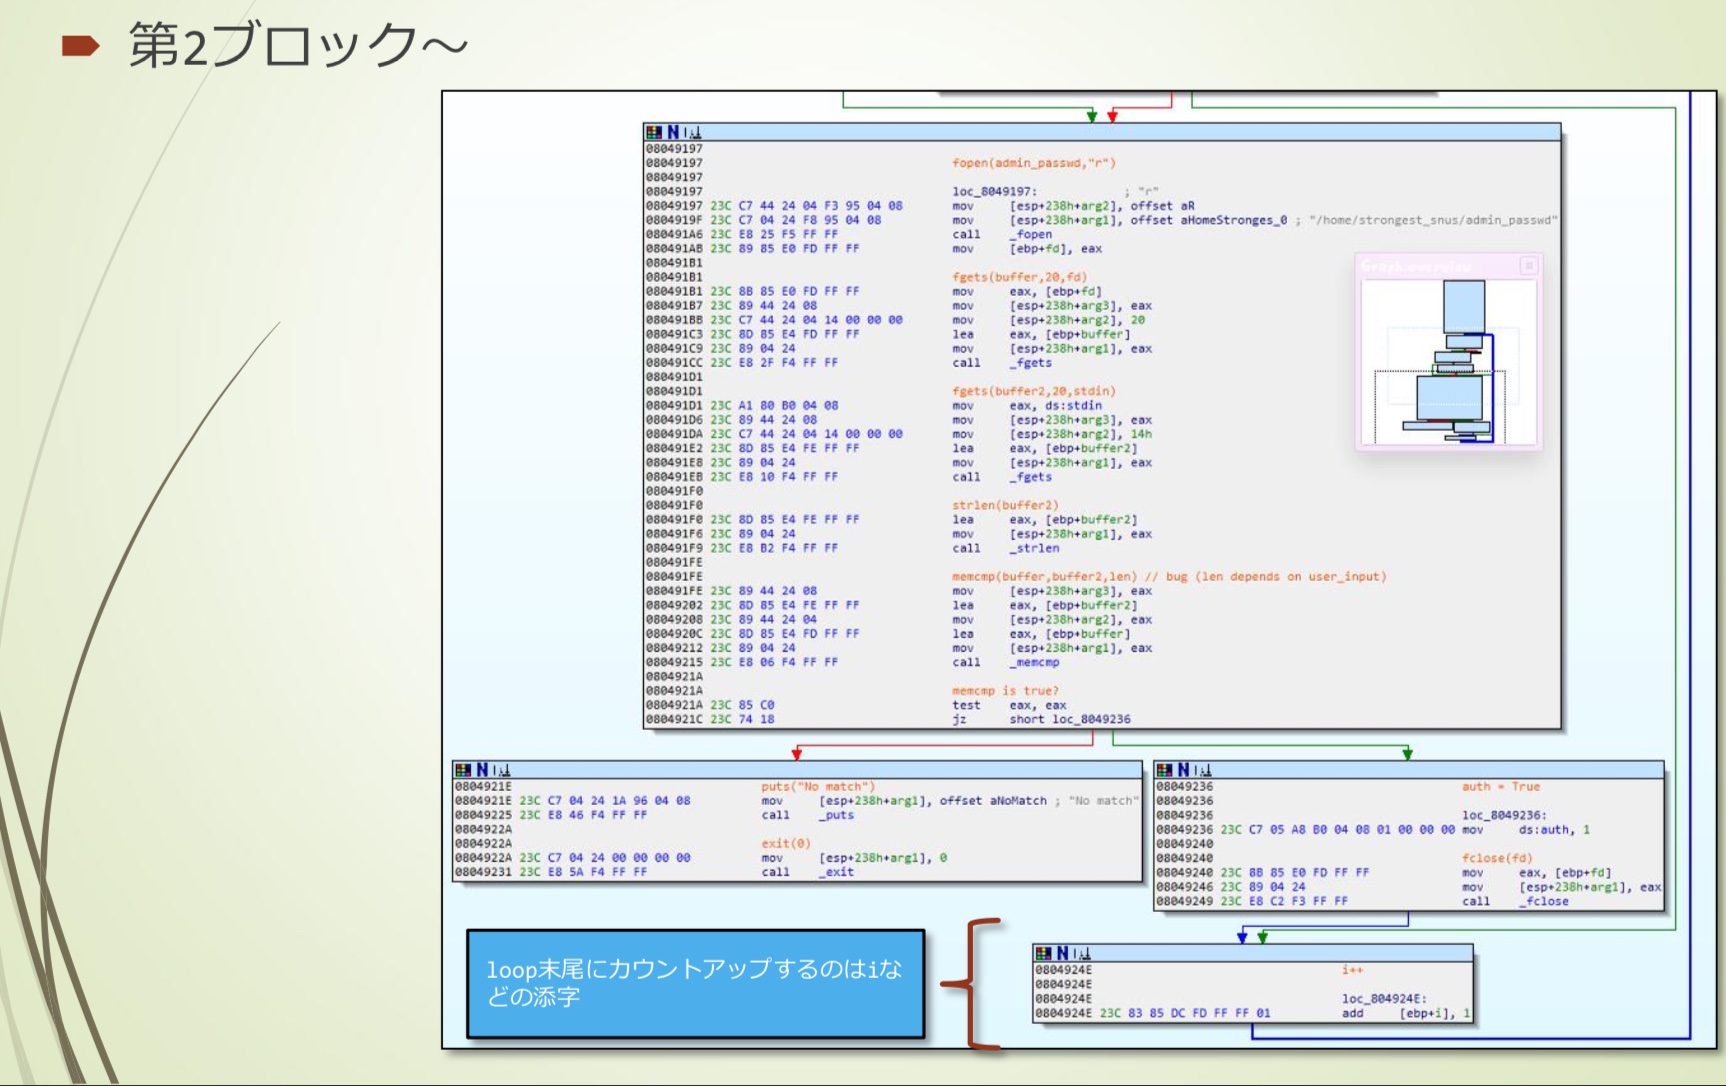 第2ブロック～
08049197
08049197 fopen(admin_passwd,"r")
08049197
08049197 loc_8049197: ; "r"
08049197 23C C7 44 24 04 F3 95 04 08 mov [esp+238h+arg2], offset aR
0804919F 23C C7 04 24 F8 95 04 08 mov [esp+238h+arg1], offset aHomeStronges_0 ; "/home/strongest_snus/admin_passwd"
080491A6 23C E8 25 F5 FF FF call _fopen
080491AB 23C 89 85 E0 FD FF FF mov [ebp+fd], eax
080491B1
080491B1 fgets(buffer,20,fd)
080491B1 23C 8B 85 E0 FD FF FF mov eax, [ebp+fd]
080491B7 23C 89 44 24 08 mov [esp+238h+arg3], eax
080491BB 23C C7 44 24 04 14 00 00 00 mov [esp+238h+arg2], 20
080491C3 23C 8D 85 E4 FD FF FF lea eax, [ebp+buffer]
080491C9 23C 89 04 24 mov [esp+238h+arg1], eax
080491CC 23C E8 2F F4 FF FF call _fgets
080491D1
080491D1 fgets(buffer2,20,stdin)
080491D1 23C A1 80 B0 04 08 mov eax, ds:stdin
080491D6 23C 89 44 24 08 mov [esp+238h+arg3], eax
080491DA 23C C7 44 24 04 14 00 00 00 mov [esp+238h+arg2], 14h
080491E2 23C 8D 85 E4 FE FF FF lea eax, [ebp+buffer2]
080491E8 23C 89 04 24 mov [esp+238h+arg1], eax
080491EB 23C E8 10 F4 FF FF call _fgets
080491F0
080491F0 strlen(buffer2)
080491F0 23C 8D 85 E4 FE FF FF lea eax, [ebp+buffer2]
080491F6 23C 89 04 24 mov [esp+238h+arg1], eax
080491F9 23C E8 B2 F4 FF FF call _strlen
080491FE
080491FE memcmp(buffer,buffer2,len) // bug (len depends on user_input)
080491FE 23C 89 44 24 08 mov [esp+238h+arg3], eax
08049202 23C 8D 85 E4 FE FF FF lea eax, [ebp+buffer2]
08049208 23C 89 44 24 04 mov [esp+238h+arg2], eax
0804920C 23C 8D 85 E4 FD FF FF lea eax, [ebp+buffer]
08049212 23C 89 04 24 mov [esp+238h+arg1], eax
08049215 23C E8 06 F4 FF FF call _memcmp
0804921A
0804921A memcmp is true?
0804921A 23C 85 C0 test eax, eax
0804921C 23C 74 18 jz short loc_8049236
Graph overview
0804921E puts("No match")
0804921E 23C C7 04 24 1A 96 04 08 mov [esp+238h+arg1], offset aNoMatch ; "No match"
08049225 23C E8 46 F4 FF FF call _puts
0804922A
0804922A exit(0)
0804922A 23C C7 04 24 00 00 00 00 mov [esp+238h+arg1], 0
08049231 23C E8 5A F4 FF FF call _exit
08049236 auth = True
08049236
08049236 loc_8049236:
08049236 23C C7 05 A8 B0 04 08 01 00 00 00 mov ds:auth, 1
08049240
08049240 fclose(fd)
08049240 23C 8B 85 E0 FD FF FF mov eax, [ebp+fd]
08049246 23C 89 04 24 mov [esp+238h+arg1], eax
08049249 23C E8 C2 F3 FF FF call _fclose
loop末尾にカウントアップするのはiな
どの添字
0804924E i++
0804924E
0804924E loc_804924E:
0804924E 23C 83 85 DC FD FF FF 01 add [ebp+i], 1